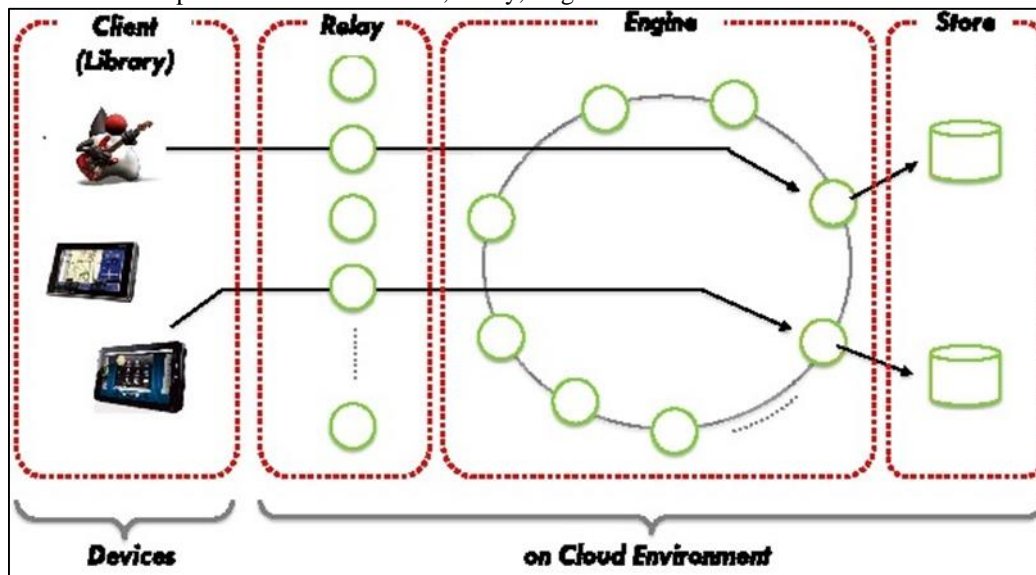 Client
(Library)
Relay
Engine
Store
Devices
on Cloud Environment